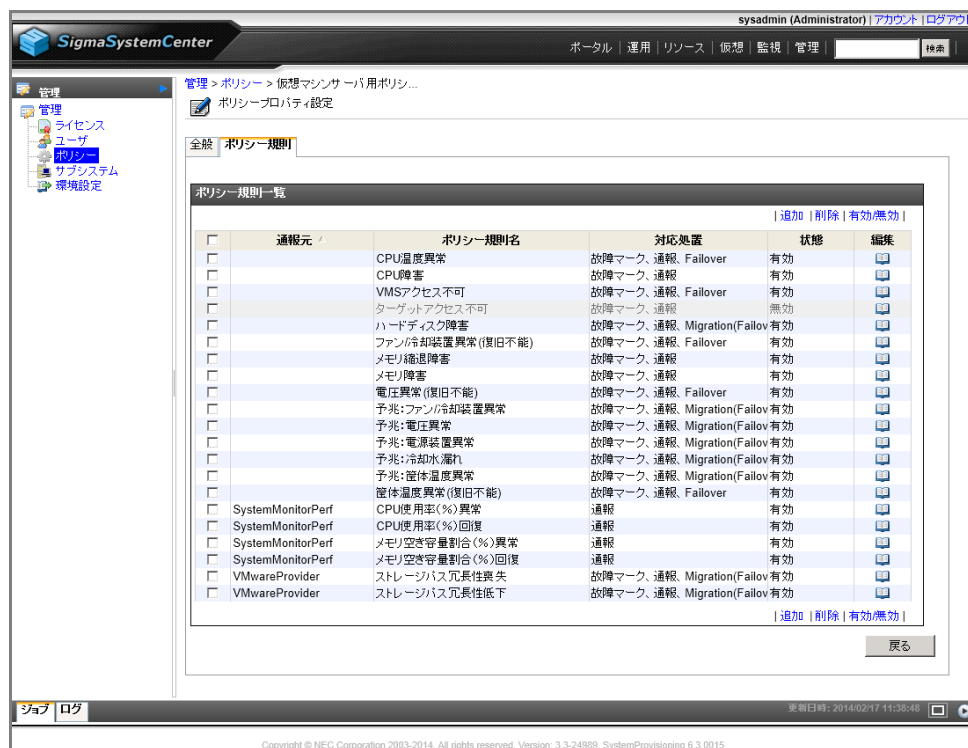 sysadmin (Administrator) | アカウント | ログアウト
SigmaSystemCenter
ポータル | 運用 | リソース | 仮想 | 監視 | 管理 | 検索
管理
管理
ライセンス
ユーザ
ポリシー
サブシステム
環境設定
管理 > ポリシー > 仮想マシンサーバ用ポリシ...
ポリシープロパティ設定
全般 ポリシー規則
ポリシー規則一覧
| 追加 | 削除 | 有効/無効 |
通報元 ポリシー規則名 対応処置 状態 編集
CPU温度異常 故障マーク、通報、Failover 有効
CPU障害 故障マーク、通報 有効
VMSアクセス不可 故障マーク、通報、Failover 有効
ターゲットアクセス不可 故障マーク、通報 無効
ハードディスク障害 故障マーク、通報、Migration(Failov 有効
ファン/冷却装置異常(復旧不能) 故障マーク、通報、Failover 有効
メモリ縮退障害 故障マーク、通報 有効
メモリ障害 故障マーク、通報 有効
電圧異常(復旧不能) 故障マーク、通報、Failover 有効
予兆:ファン/冷却装置異常 故障マーク、通報、Migration(Failov 有効
予兆:電圧異常 故障マーク、通報、Migration(Failov 有効
予兆:電源装置異常 故障マーク、通報、Migration(Failov 有効
予兆:冷却水漏れ 故障マーク、通報、Migration(Failov 有効
予兆:筐体温度異常 故障マーク、通報、Migration(Failov 有効
筐体温度異常(復旧不能) 故障マーク、通報、Failover 有効
SystemMonitorPerf CPU使用率(%)異常 通報 有効
SystemMonitorPerf CPU使用率(%)回復 通報 有効
SystemMonitorPerf メモリ空き容量割合(%)異常 通報 有効
SystemMonitorPerf メモリ空き容量割合(%)回復 通報 有効
VMwareProvider ストレージパス冗長性喪失 故障マーク、通報、Migration(Failov 有効
VMwareProvider ストレージパス冗長性低下 故障マーク、通報、Migration(Failov 有効
| 追加 | 削除 | 有効/無効 |
戻る
ジョブ ログ
更新日時: 2014/02/17 11:38:48
Copyright © NEC Corporation 2003-2014. All rights reserved. Version: 3.3-24989, SystemProvisioning 6.3.0015